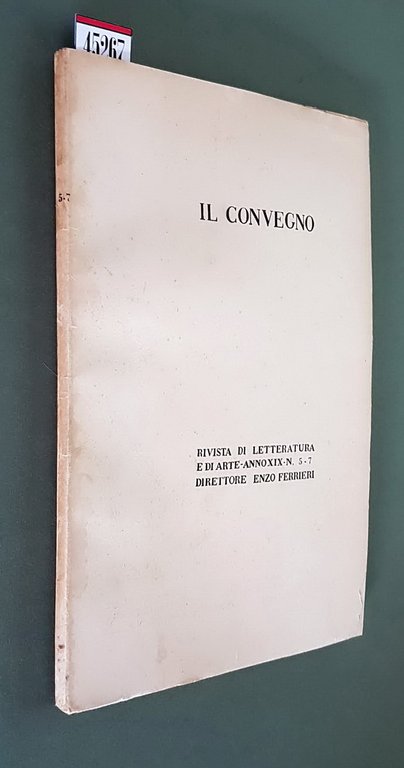 45267
5-7
IL CONVEGNO
RIVISTA DI LETTERATURA
E DI ARTE-ANNO XIX-N. 5-7
DIRETTORE ENZO FERRIERI